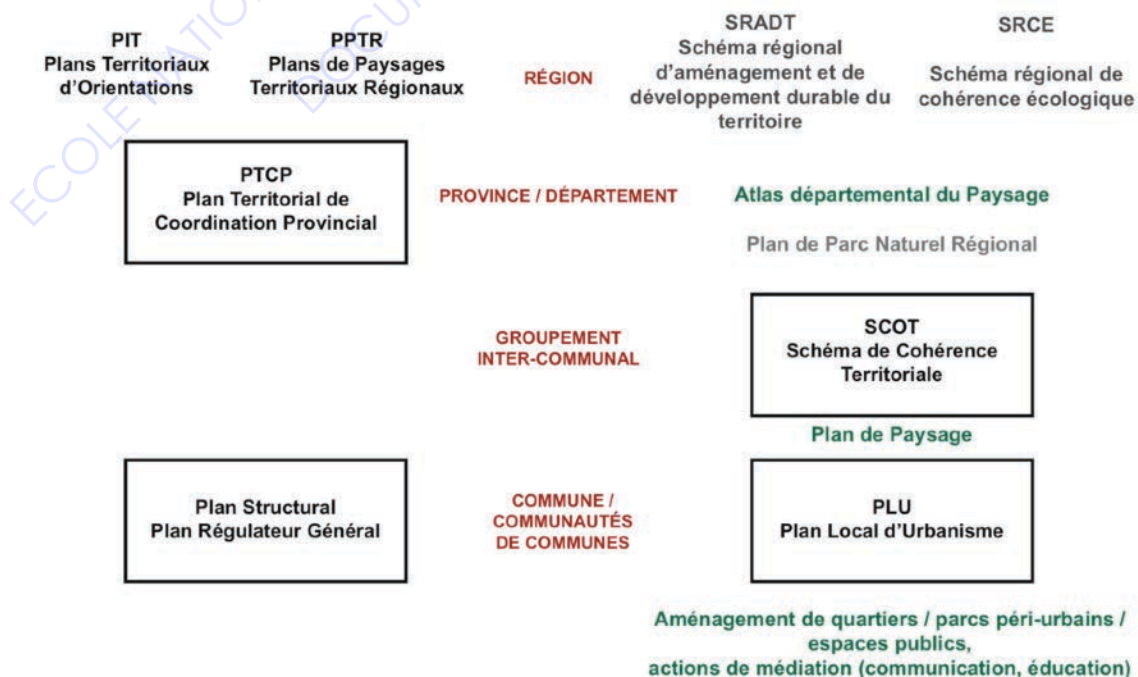 PIT
Plans Territoriaux
d'Orientations
PPTR
Plans de Paysages
Territoriaux Régionaux
RÉGION
SRADT
Schéma régional
d'aménagement et de
développement durable du
territoire
SRCE
Schéma régional de
cohérence écologique
PTCP
Plan Territorial de
Coordination Provincial
PROVINCE / DÉPARTEMENT
Atlas départemental du Paysage
Plan de Parc Naturel Régional
GROUPEMENT
INTER-COMMUNAL
SCOT
Schéma de Cohérence
Territoriale
Plan de Paysage
Plan Structural
Plan Régulateur Général
COMMUNE /
COMMUNAUTÉS
DE COMMUNES
PLU
Plan Local d'Urbanisme
Aménagement de quartiers / parcs péri-urbains /
espaces publics,
actions de médiation (communication, éducation)
ECOLE